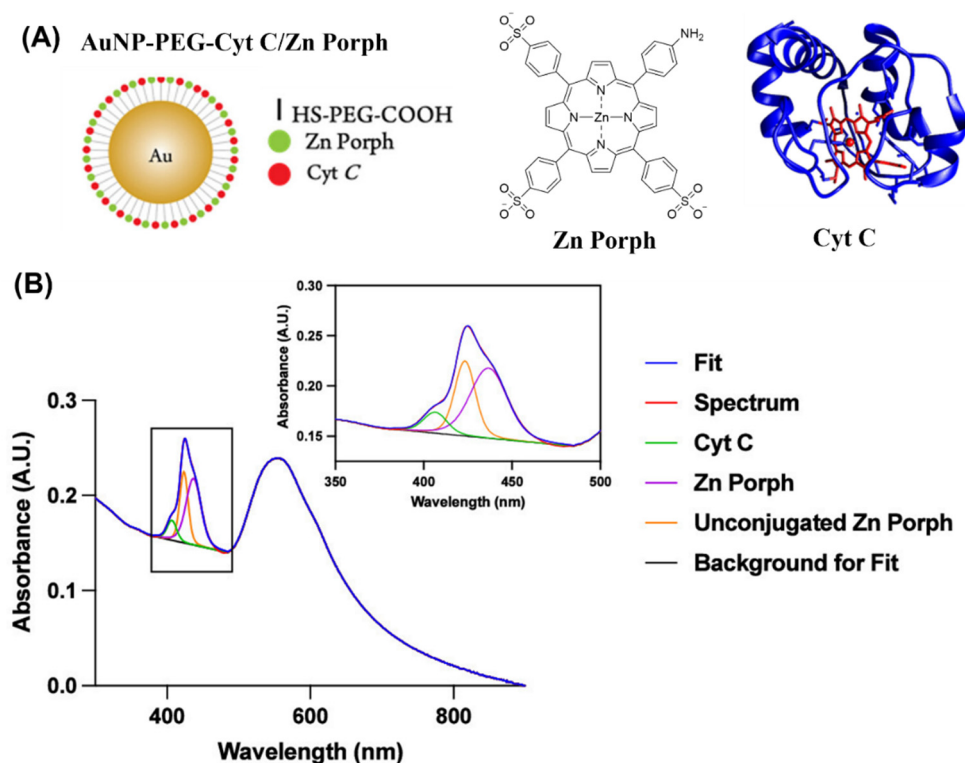 (A) AuNP-PEG-Cyt C/Zn Porph
Au
HS-PEG-COOH
Zn Porph
Cyt C
O
O
S
O⁻
NH₂
N
N
Zn
N
N
O
O⁻
S
O
O
S
O
O⁻
Zn Porph
Cyt C
(B)
Absorbance (A.U.)
0.30
0.25
0.20
0.15
350
400
450
500
Wavelength (nm)
Absorbance (A.U.)
0.3
0.2
0.1
0.0
400
600
800
Wavelength (nm)
Fit
Spectrum
Cyt C
Zn Porph
Unconjugated Zn Porph
Background for Fit